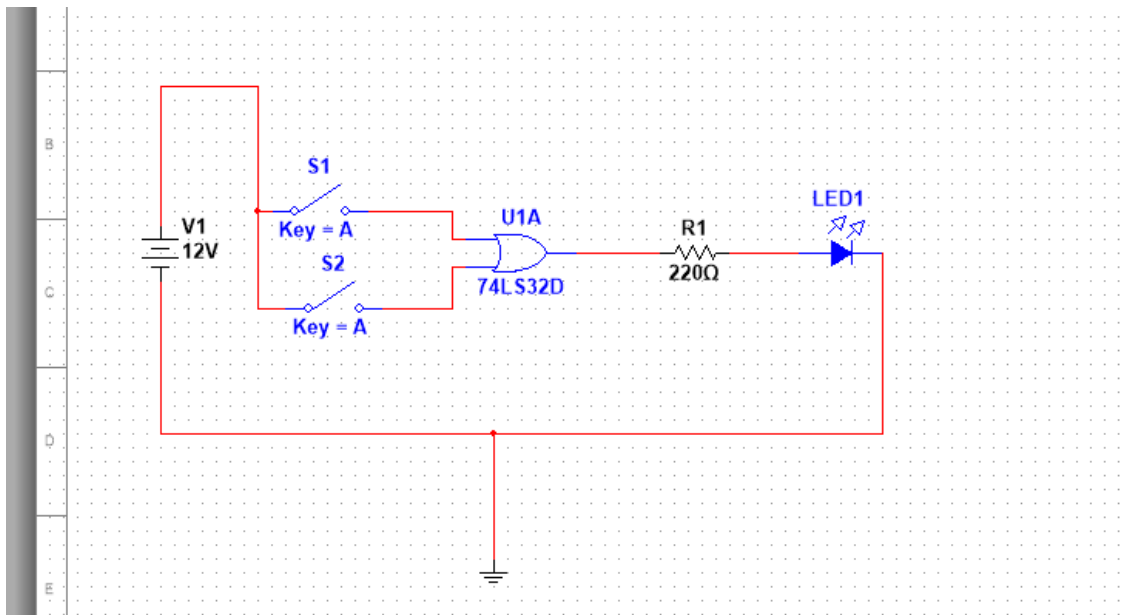 B
S1
Key = A
V1
12V
S2
Key = A
U1A
74LS32D
R1
220Ω
LED1
C
D
E